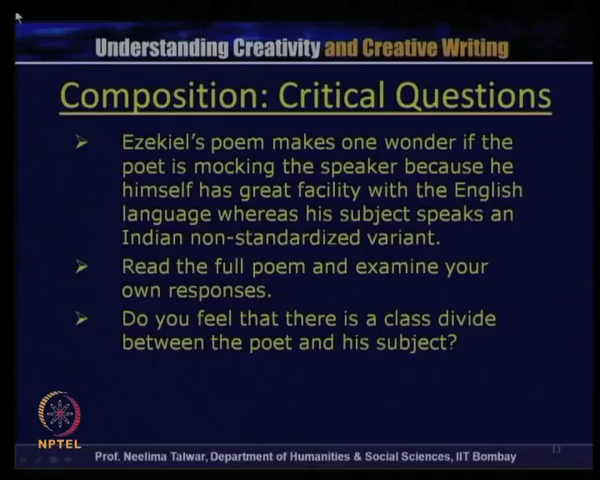 Understanding Creativity and Creative Writing
Composition: Critical Questions
Ezekiel's poem makes one wonder if the
poet is mocking the speaker because he
himself has great facility with the English
language whereas his subject speaks an
Indian non-standardized variant.
Read the full poem and examine your
own responses.
Do you feel that there is a class divide
between the poet and his subject?
NPTEL
13
Prof. Neelima Talwar, Department of Humanities & Social Sciences, IIT Bombay